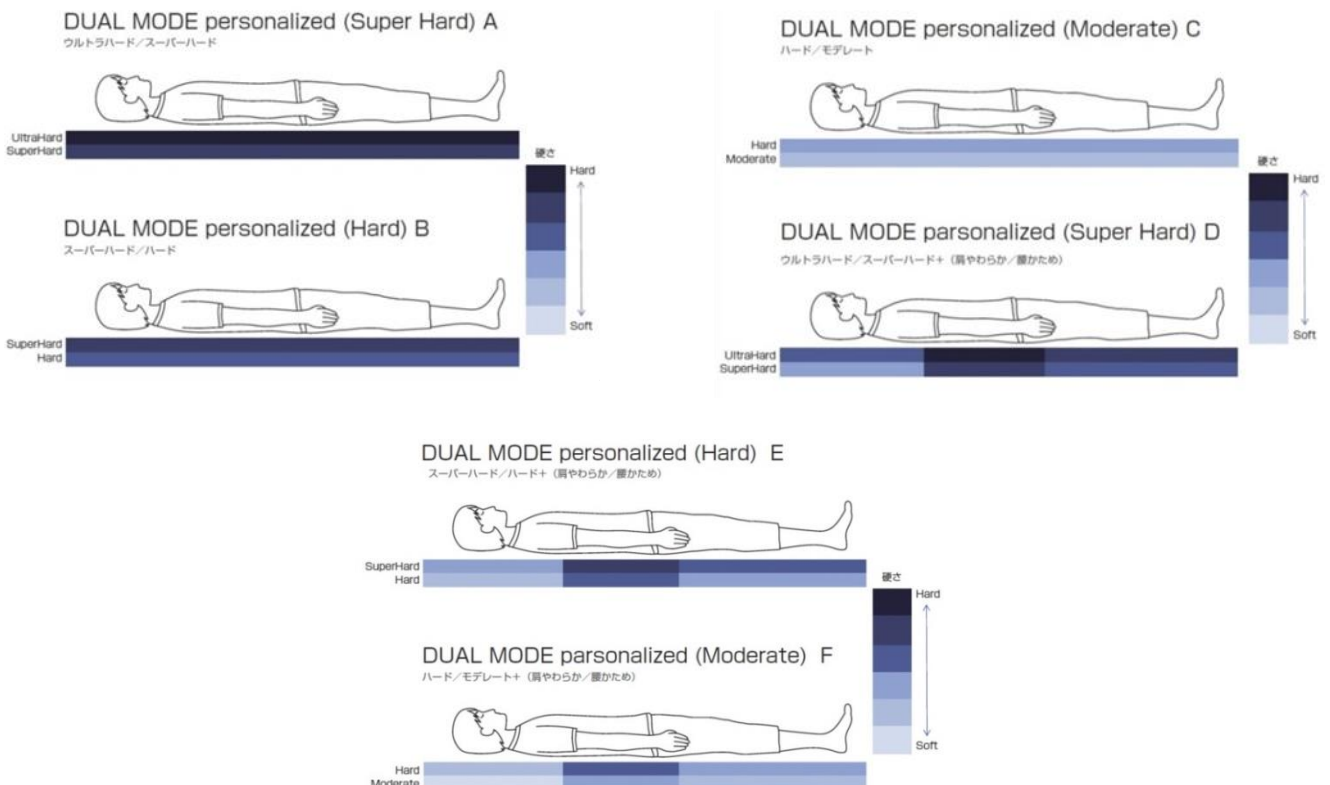 DUAL MODE personalized (Super Hard) A
ウルトラハード／スーパーハード
UltraHard
SuperHard
硬さ
Hard
Soft
DUAL MODE personalized (Hard) B
スーパーハード／ハード
SuperHard
Hard
DUAL MODE personalized (Moderate) C
ハード／モデレート
Hard
Moderate
硬さ
Hard
Soft
DUAL MODE parsonalized (Super Hard) D
ウルトラハード／スーパーハード＋（肩やわらか／腰かため）
UltraHard
SuperHard
DUAL MODE personalized (Hard) E
スーパーハード／ハード＋（肩やわらか／腰かため）
SuperHard
Hard
硬さ
Hard
Soft
DUAL MODE parsonalized (Moderate) F
ハード／モデレート＋（肩やわらか／腰かため）
Hard
Moderate